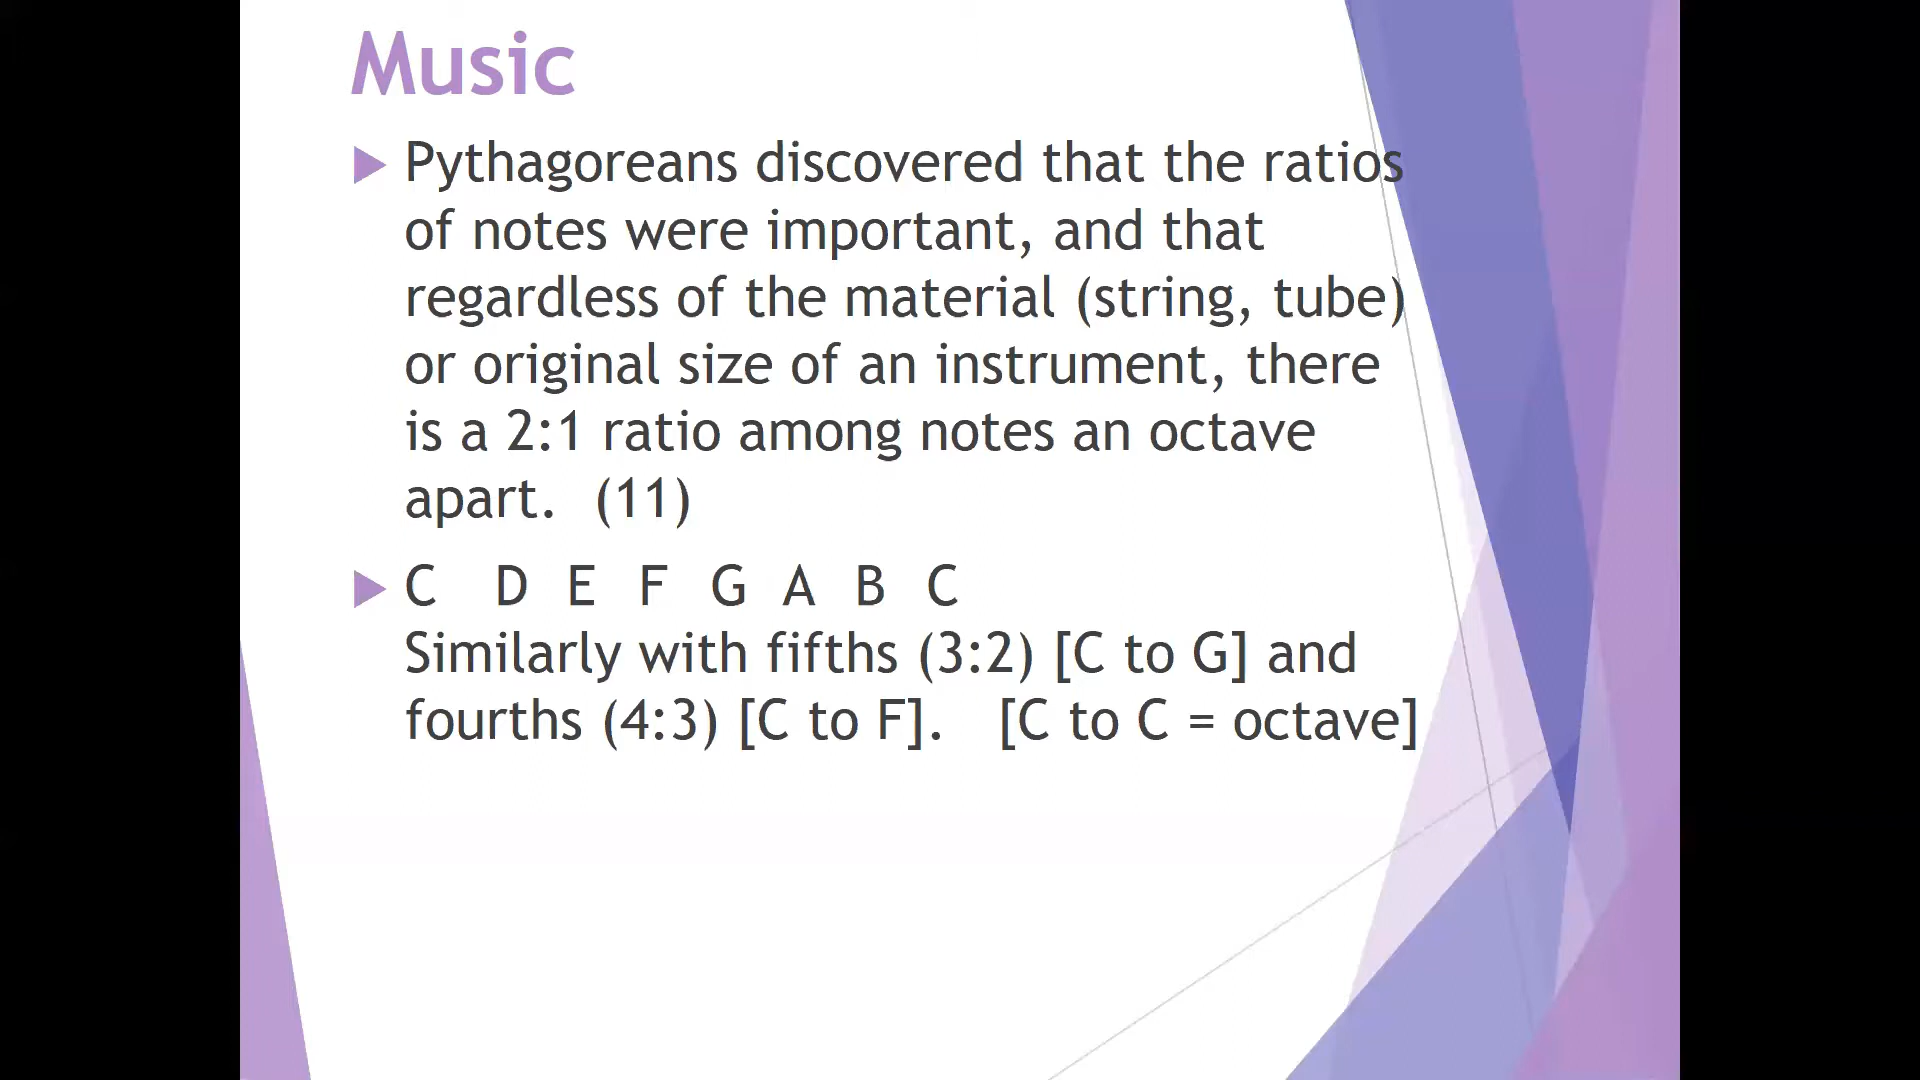 Music
Pythagoreans discovered that the ratios
of notes were important, and that
regardless of the material (string, tube)
or original size of an instrument, there
is a 2:1 ratio among notes an octave
apart. (11)
C D E F G A B C
Similarly with fifths (3:2) [C to G] and
fourths (4:3) [C to F]. [C to C = octave]